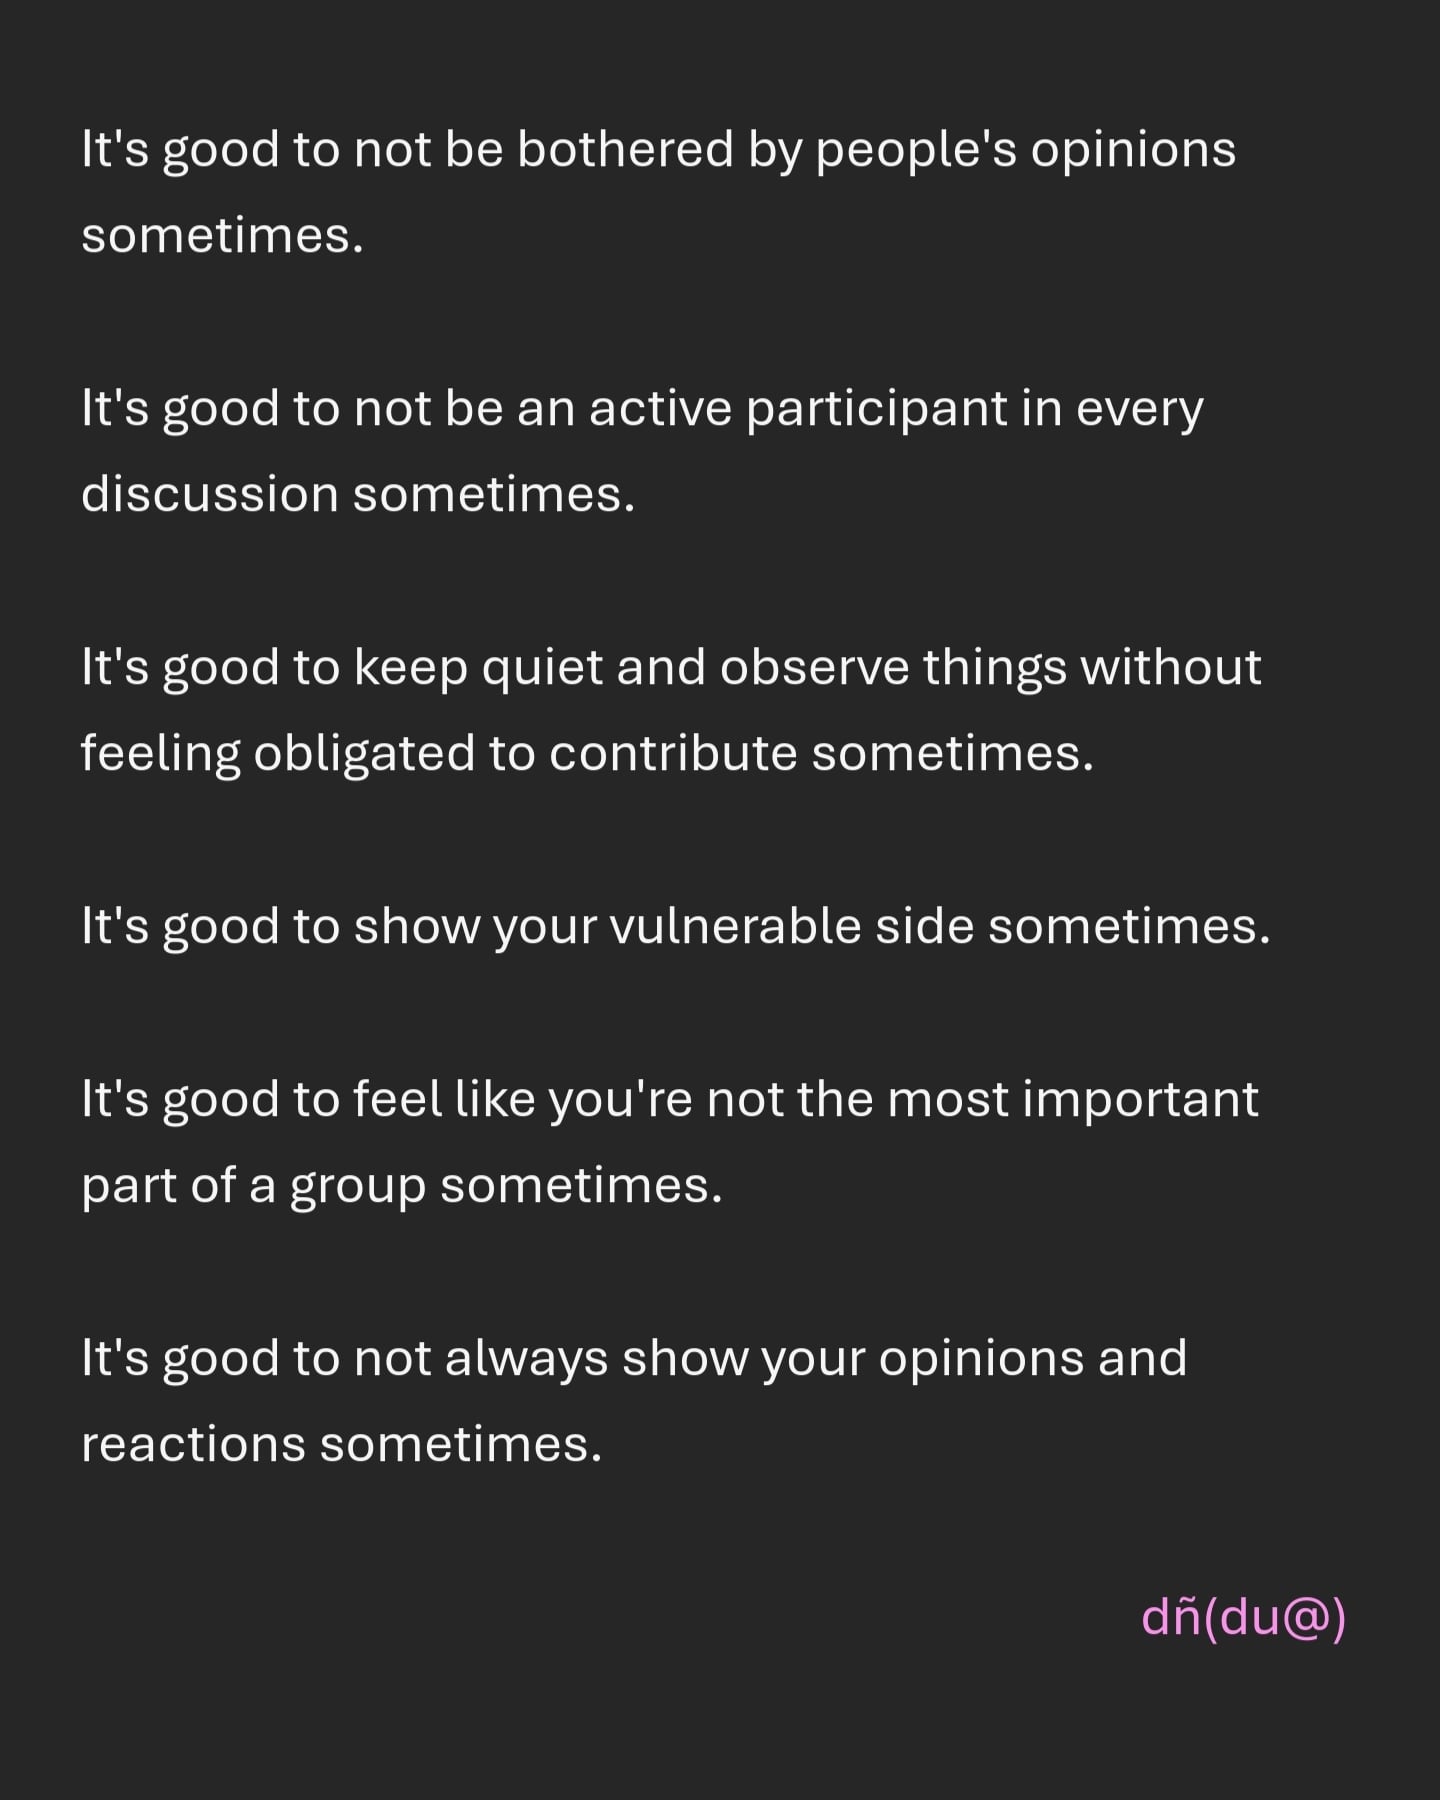 It's good to not be bothered by people's opinions
sometimes.
It's good to not be an active participant in every
discussion sometimes.
It's good to keep quiet and observe things without
feeling obligated to contribute sometimes.
It's good to show your vulnerable side sometimes.
It's good to feel like you're not the most important
part of a group sometimes.
It's good to not always show your opinions and
reactions sometimes.
dñ(du@)